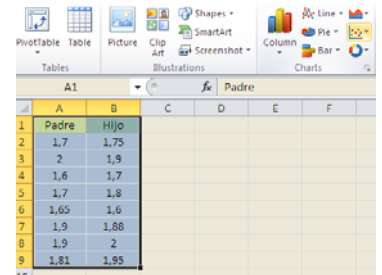 PivotTable Table Picture Clip Art Shapes SmartArt Screenshot Column Line Pie Bar
Tables Illustrations Charts
A1 fx Padre
A B C D E F
1 Padre Hijo
2 1,7 1,75
3 2 1,9
4 1,6 1,7
5 1,7 1,8
6 1,65 1,6
7 1,9 1,88
8 1,9 2
9 1,81 1,95